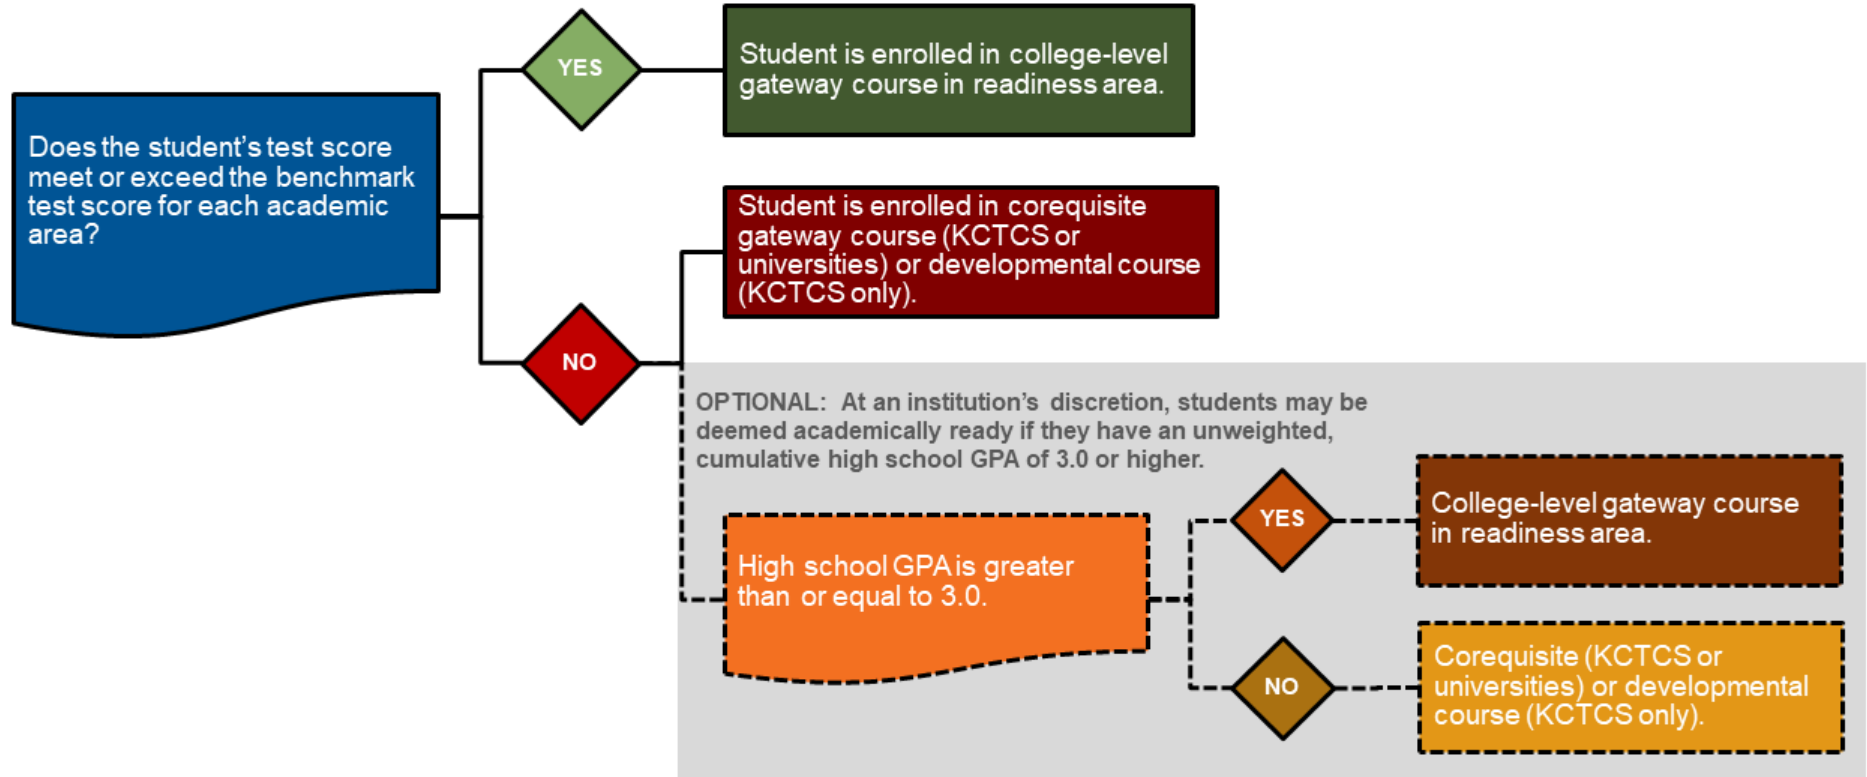 YES
Student is enrolled in college-level
gateway course in readiness area.
Does the student's test score
meet or exceed the benchmark
test score for each academic
area?
Student is enrolled in corequisite
gateway course (KCTCS or
universities) or developmental course
(KCTCS only).
NO
OPTIONAL: At an institution's discretion, students may be
deemed academically ready if they have an unweighted,
cumulative high school GPA of 3.0 or higher.
High school GPA is greater
than or equal to 3.0.
YES
College-level gateway course
in readiness area.
NO
Corequisite (KCTCS or
universities) or developmental
course (KCTCS only).